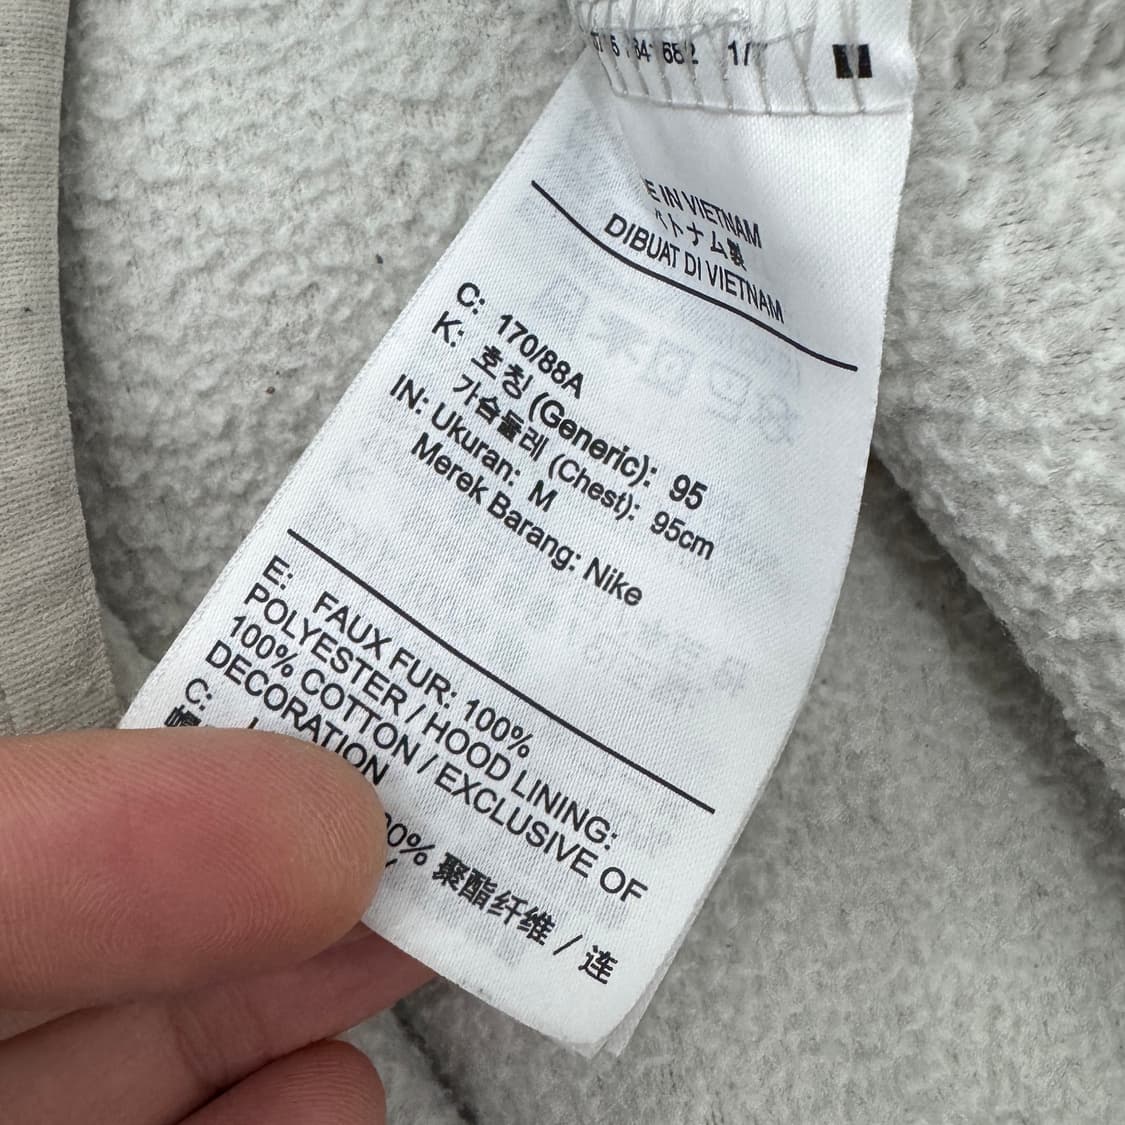 1/
E IN VIETNAM
ベトナム製
DIBUAT DI VIETNAM
C: 170/88A
K: 호칭 (Generic): 95
가슴둘레 (Chest): 95cm
IN: Ukuran: M
Merek Barang: Nike
E: FAUX FUR: 100%
POLYESTER / HOOD LINING:
100% COTTON / EXCLUSIVE OF
DECORATION
C:
00% 聚酯纤维 / 连